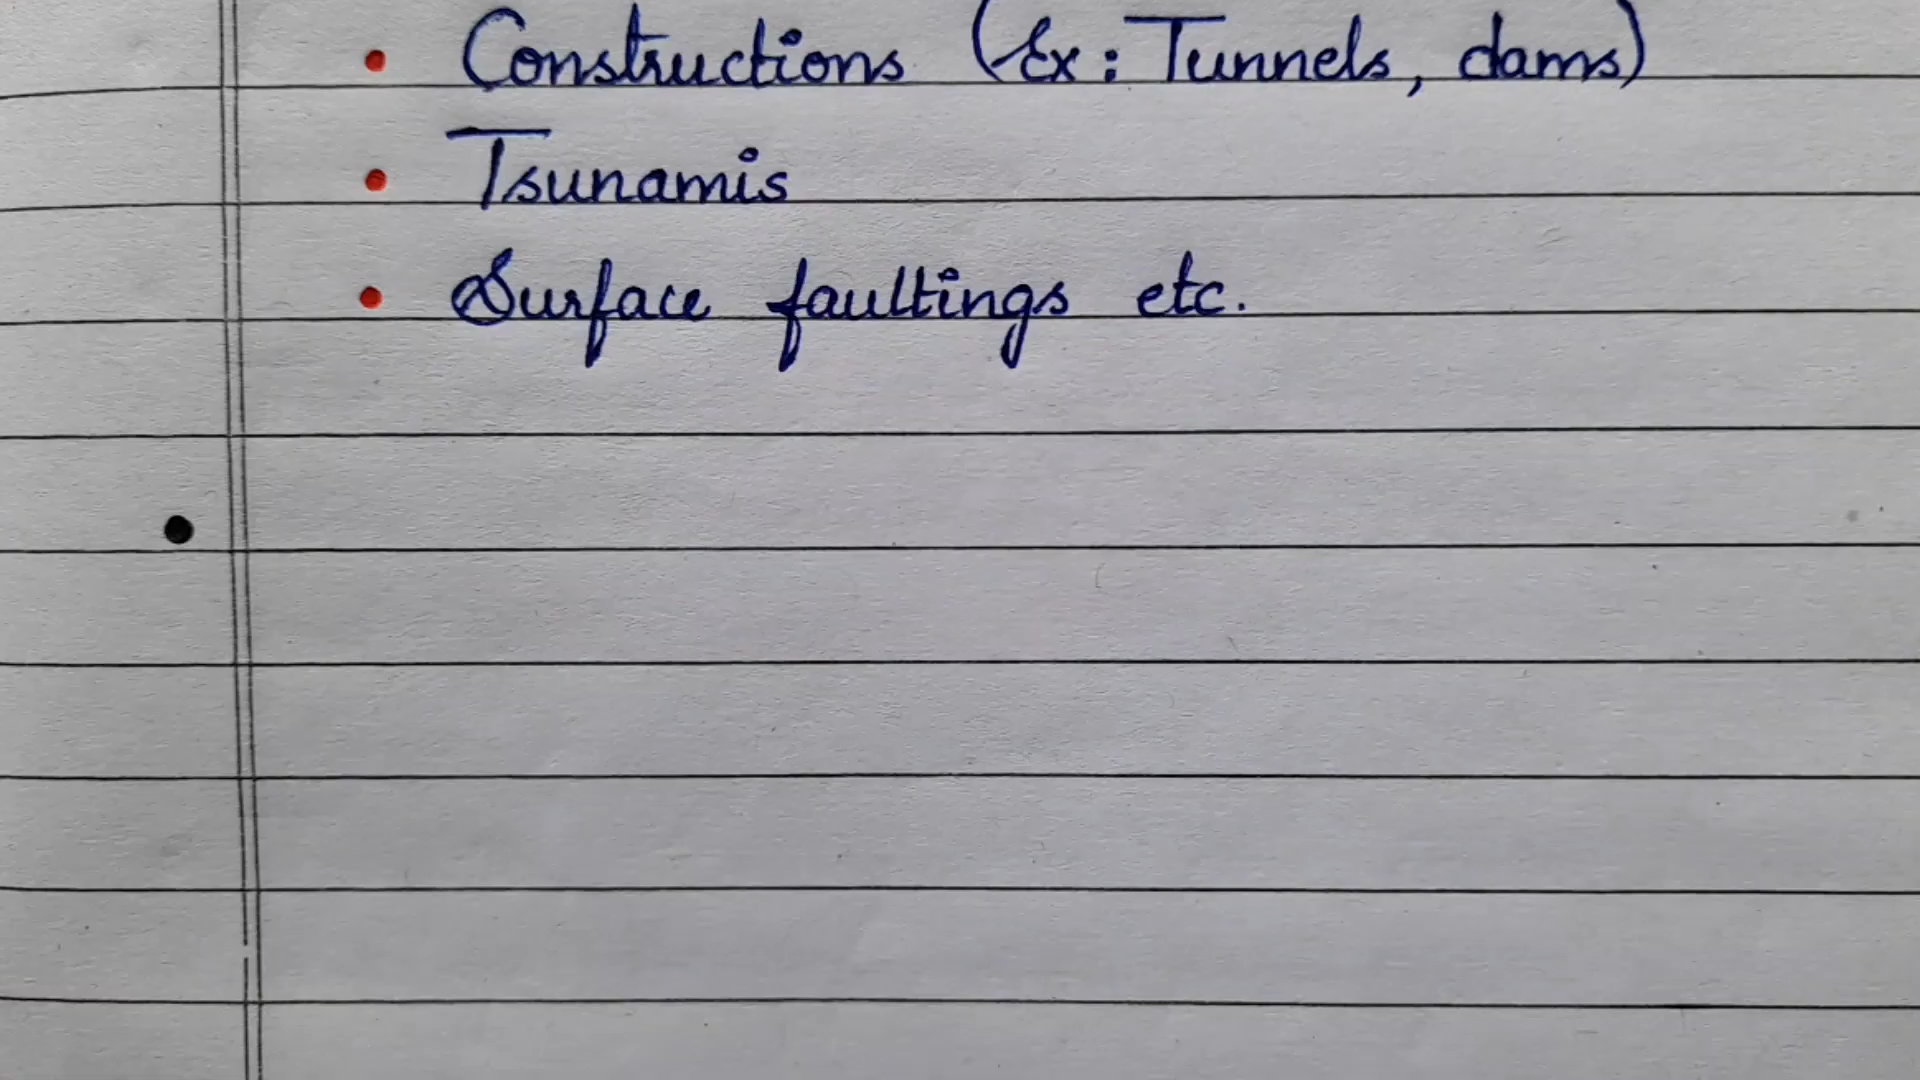 • Constructions (Ex: Tunnels, dams)
• Tsunamis
• Surface faultings etc.